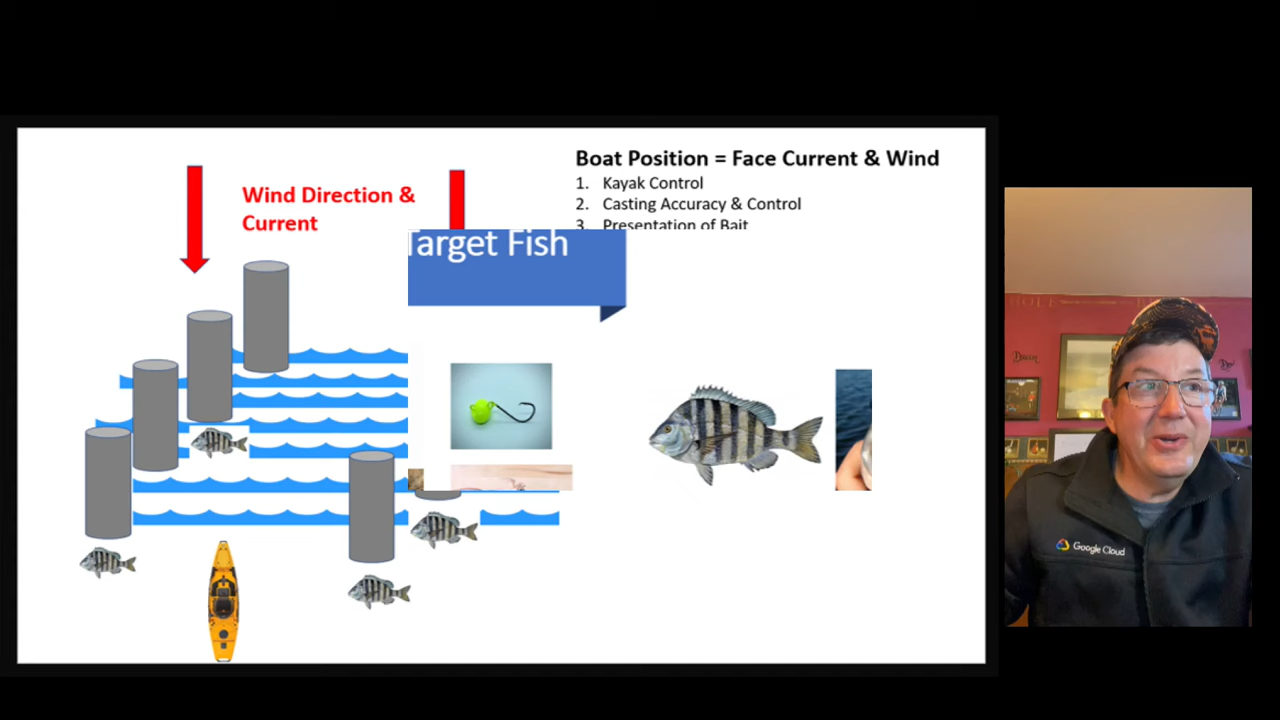 Boat Position = Face Current & Wind
1. Kayak Control
2. Casting Accuracy & Control
3. Presentation of Bait
Wind Direction &
Current
Target Fish
Google Cloud